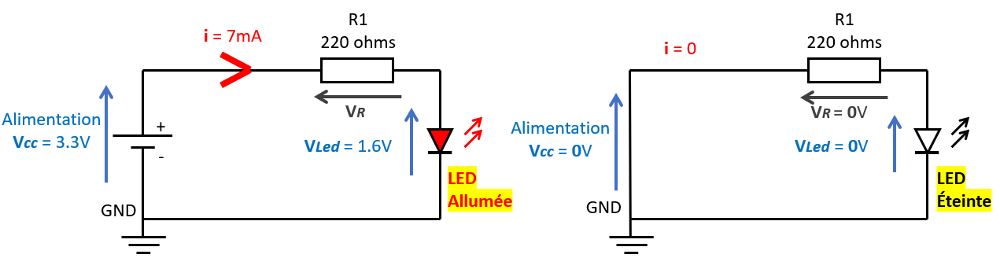 R1
220 ohms
i = 7mA
VR
Alimentation
Vcc = 3.3V
+
-
VLed = 1.6V
LED
Allumée
GND
R1
220 ohms
i = 0
VR = 0V
Alimentation
Vcc = 0V
VLed = 0V
LED
Éteinte
GND